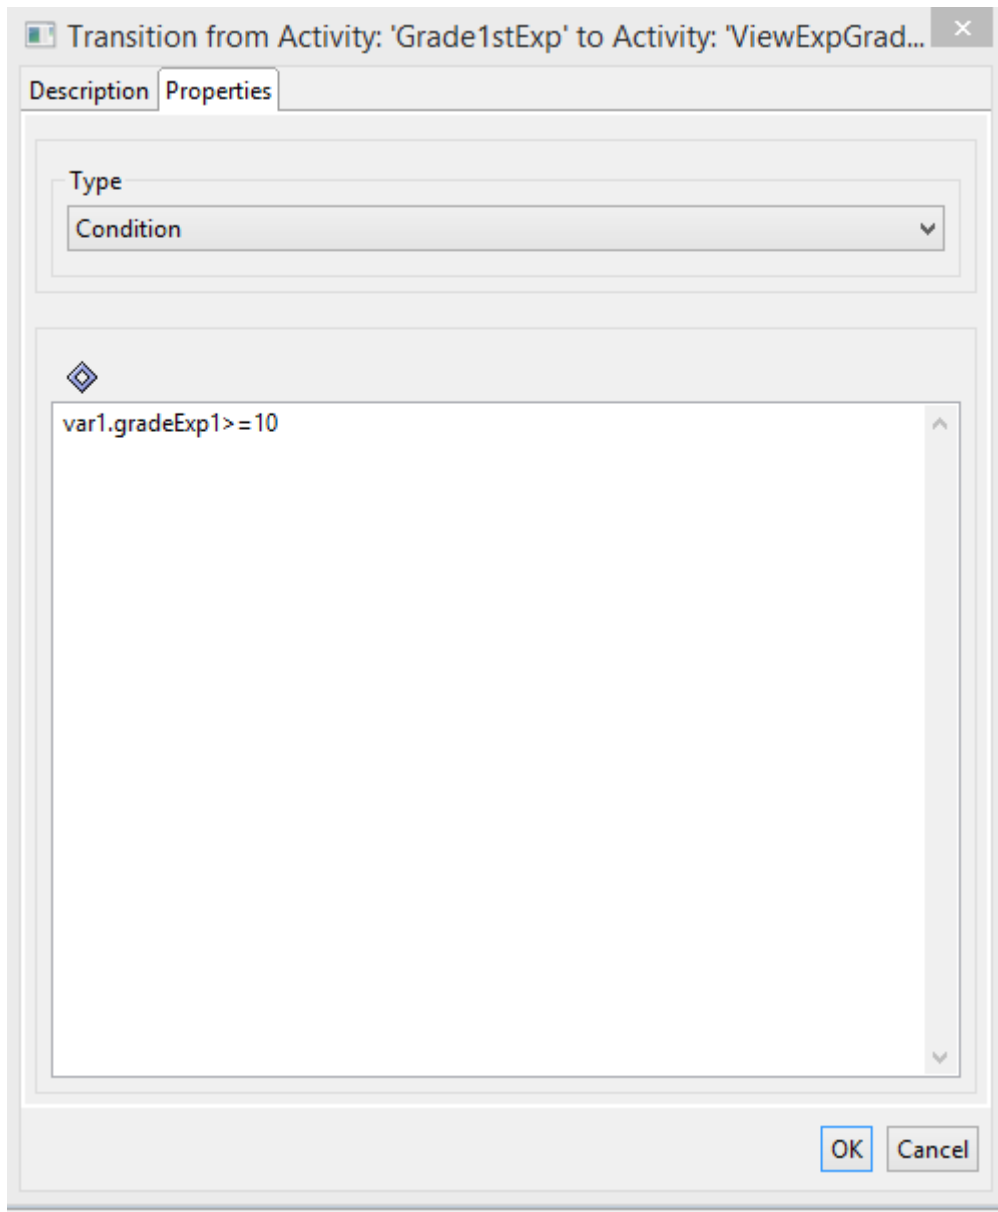 Transition from Activity: 'Grade1stExp' to Activity: 'ViewExpGrad...
Description Properties
Type
Condition
var1.gradeExp1>=10
OK Cancel